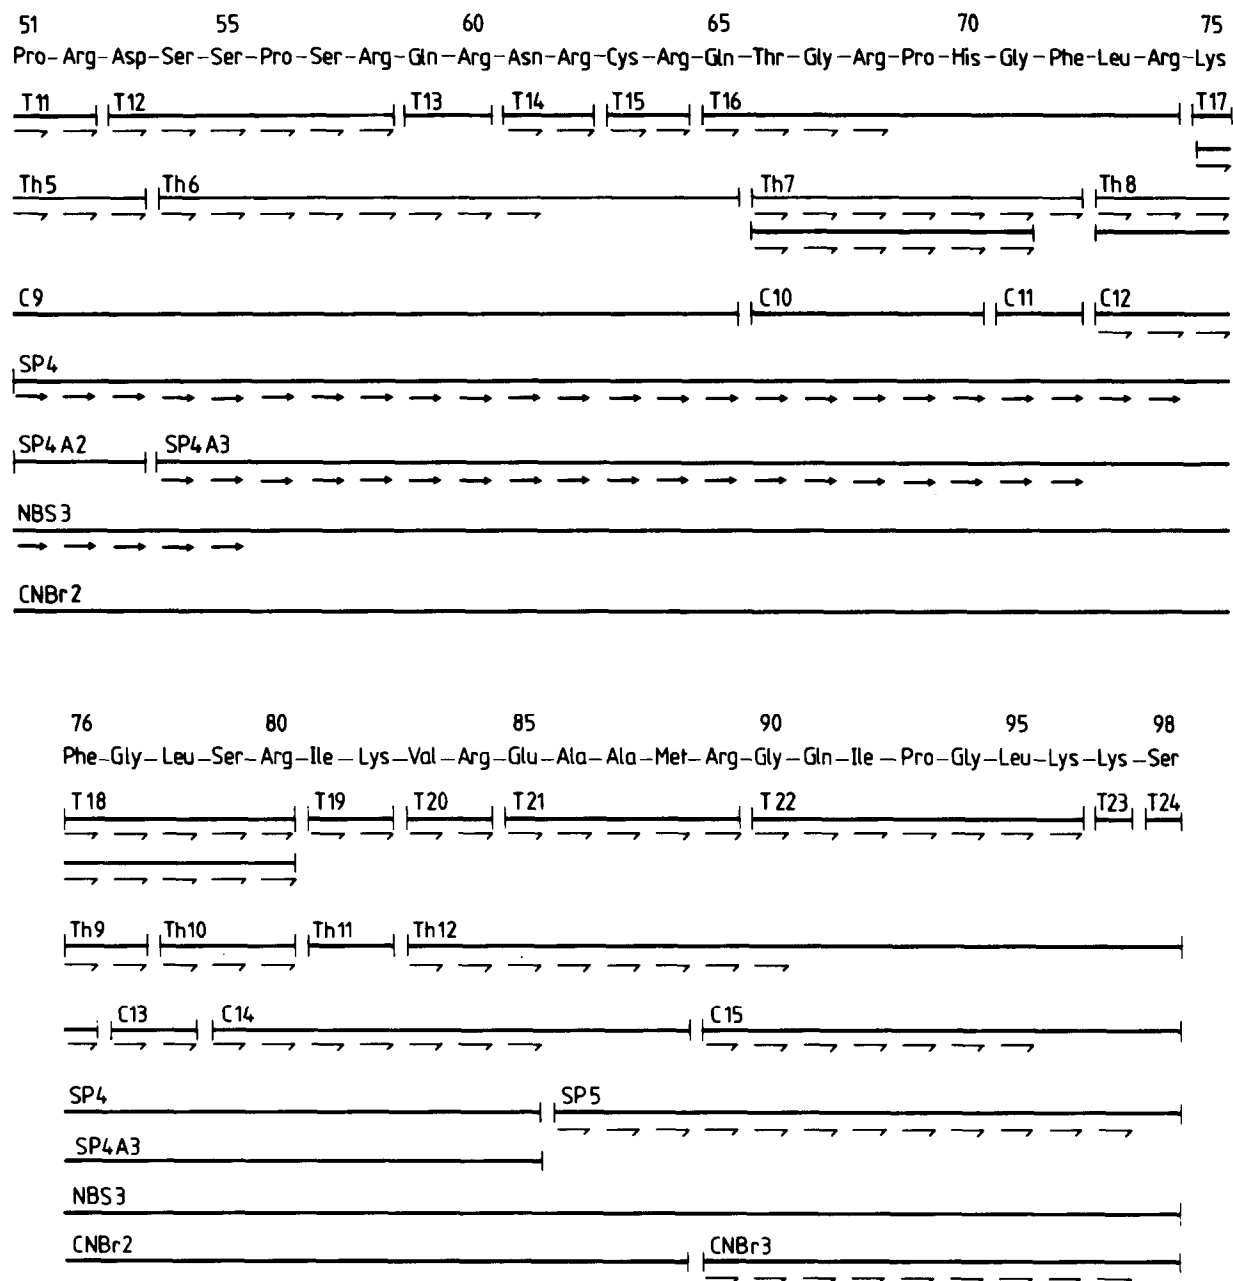 51 55 60 65 70 75
Pro-Arg-Asp-Ser-Ser-Pro-Ser-Arg-Gln-Arg-Asn-Arg-Cys-Arg-Gln-Thr-Gly-Arg-Pro-His-Gly-Phe-Leu-Arg-Lys
T11 T12 T13 T14 T15 T16 T17
Th5 Th6 Th7 Th8
C9 C10 C11 C12
SP4
SP4A2 SP4A3
NBS3
CNBr2
76 80 85 90 95 98
Phe-Gly-Leu-Ser-Arg-Ile-Lys-Val-Arg-Glu-Ala-Ala-Met-Arg-Gly-Gln-Ile-Pro-Gly-Leu-Lys-Lys-Ser
T18 T19 T20 T21 T22 T23 T24
Th9 Th10 Th11 Th12
C13 C14 C15
SP4 SP5
SP4A3
NBS3
CNBr2 CNBr3